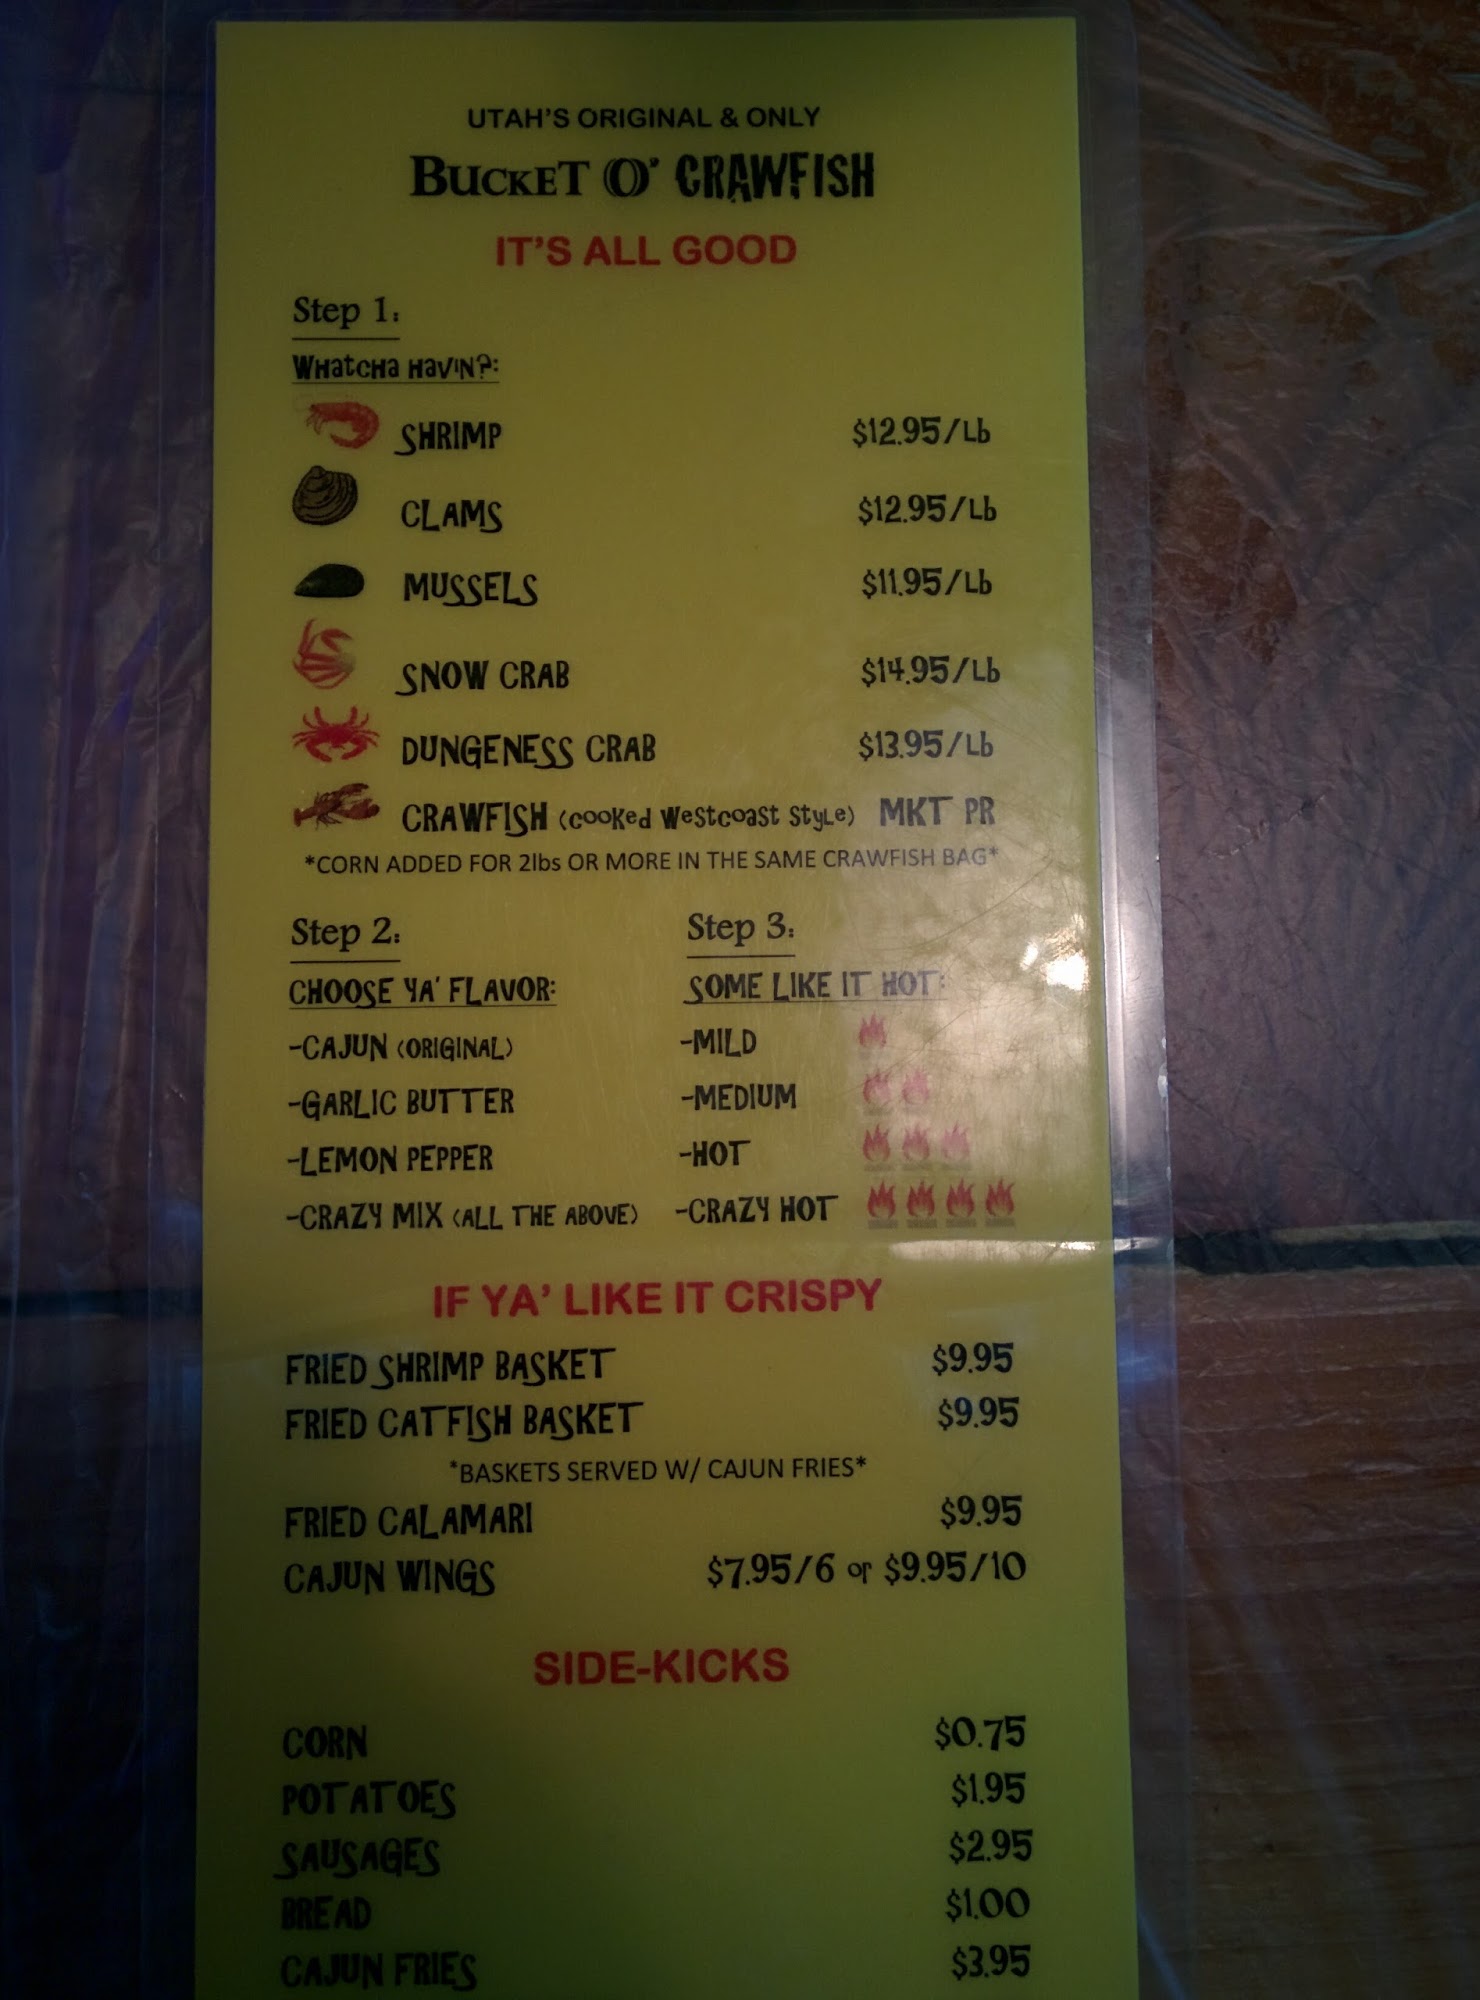 UTAH'S ORIGINAL & ONLY
BUCKET O' CRAWFISH
IT'S ALL GOOD
Step 1:
WHatCHa HaV'N?:
SHRIMP $12.95/Lb
CLAMS $12.95/Lb
MUSSELS $11.95/Lb
SNOW CRAB $14.95/Lb
DUNGENESS CRAB $13.95/Lb
CRAWFISH (COOKed WeStCOaSt StyLe) MKT PR
*CORN ADDED FOR 2lbs OR MORE IN THE SAME CRAWFISH BAG*
Step 2:
CHOOSE YA' FLAVOR:
-CAJUN (ORIGINAL)
-GARLIC BUTTER
-LEMON PEPPER
-CRAZY MIX (ALL THE ABOVE)
Step 3:
SOME LIKE IT HOT:
-MILD
-MEDIUM
-HOT
-CRAZY HOT
IF YA' LIKE IT CRISPY
FRIED SHRIMP BASKET $9.95
FRIED CATFISH BASKET $9.95
*BASKETS SERVED W/ CAJUN FRIES*
FRIED CALAMARI $9.95
CAJUN WINGS $7.95/6 or $9.95/10
SIDE-KICKS
CORN $0.75
POTATOES $1.95
SAUSAGES $2.95
BREAD $1.00
CAJUN FRIES $3.95